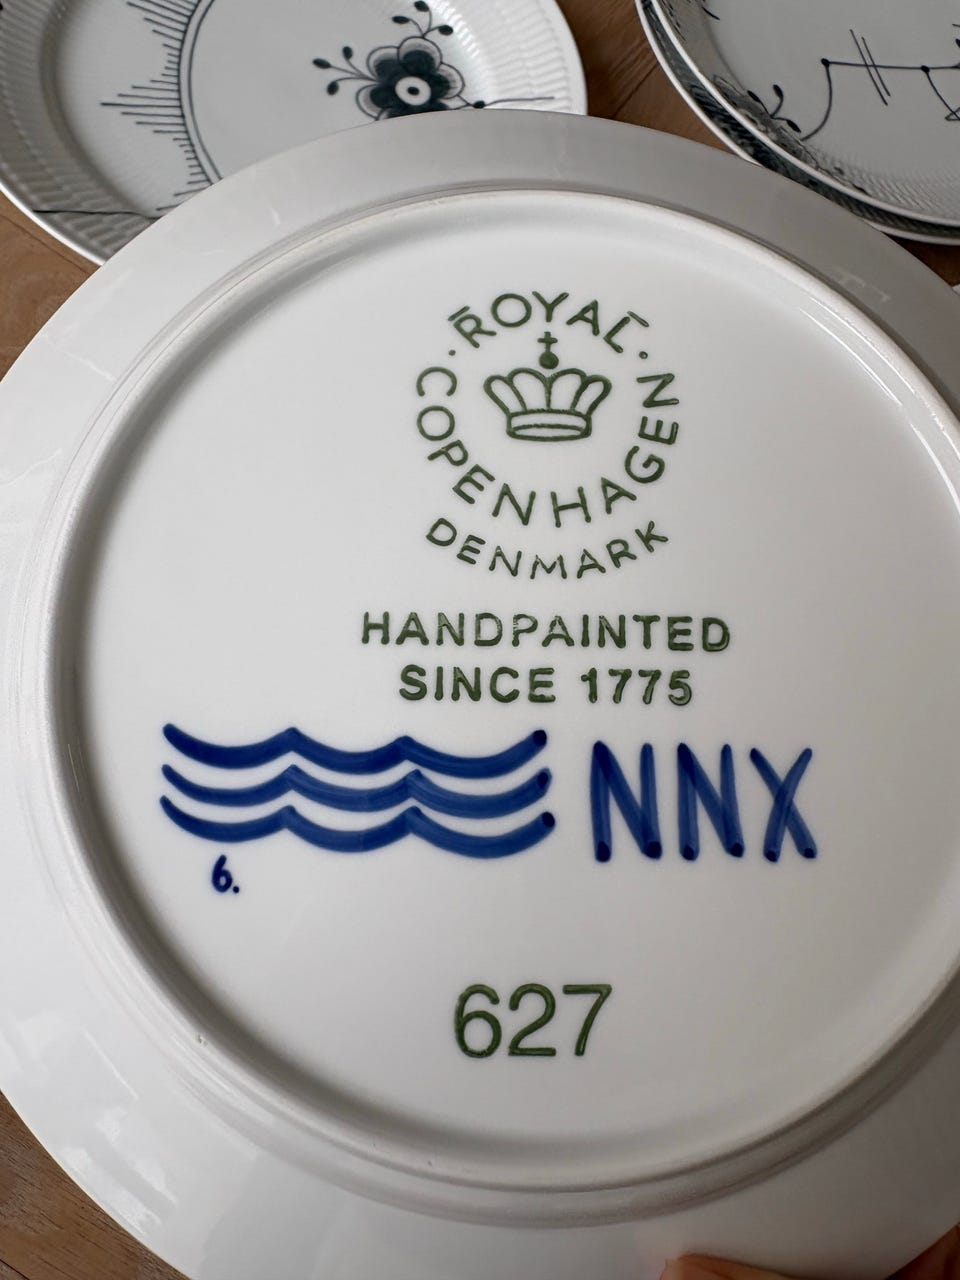 ROYAL
COPENHAGEN
DENMARK
HANDPAINTED
SINCE 1775
NNX
6.
627